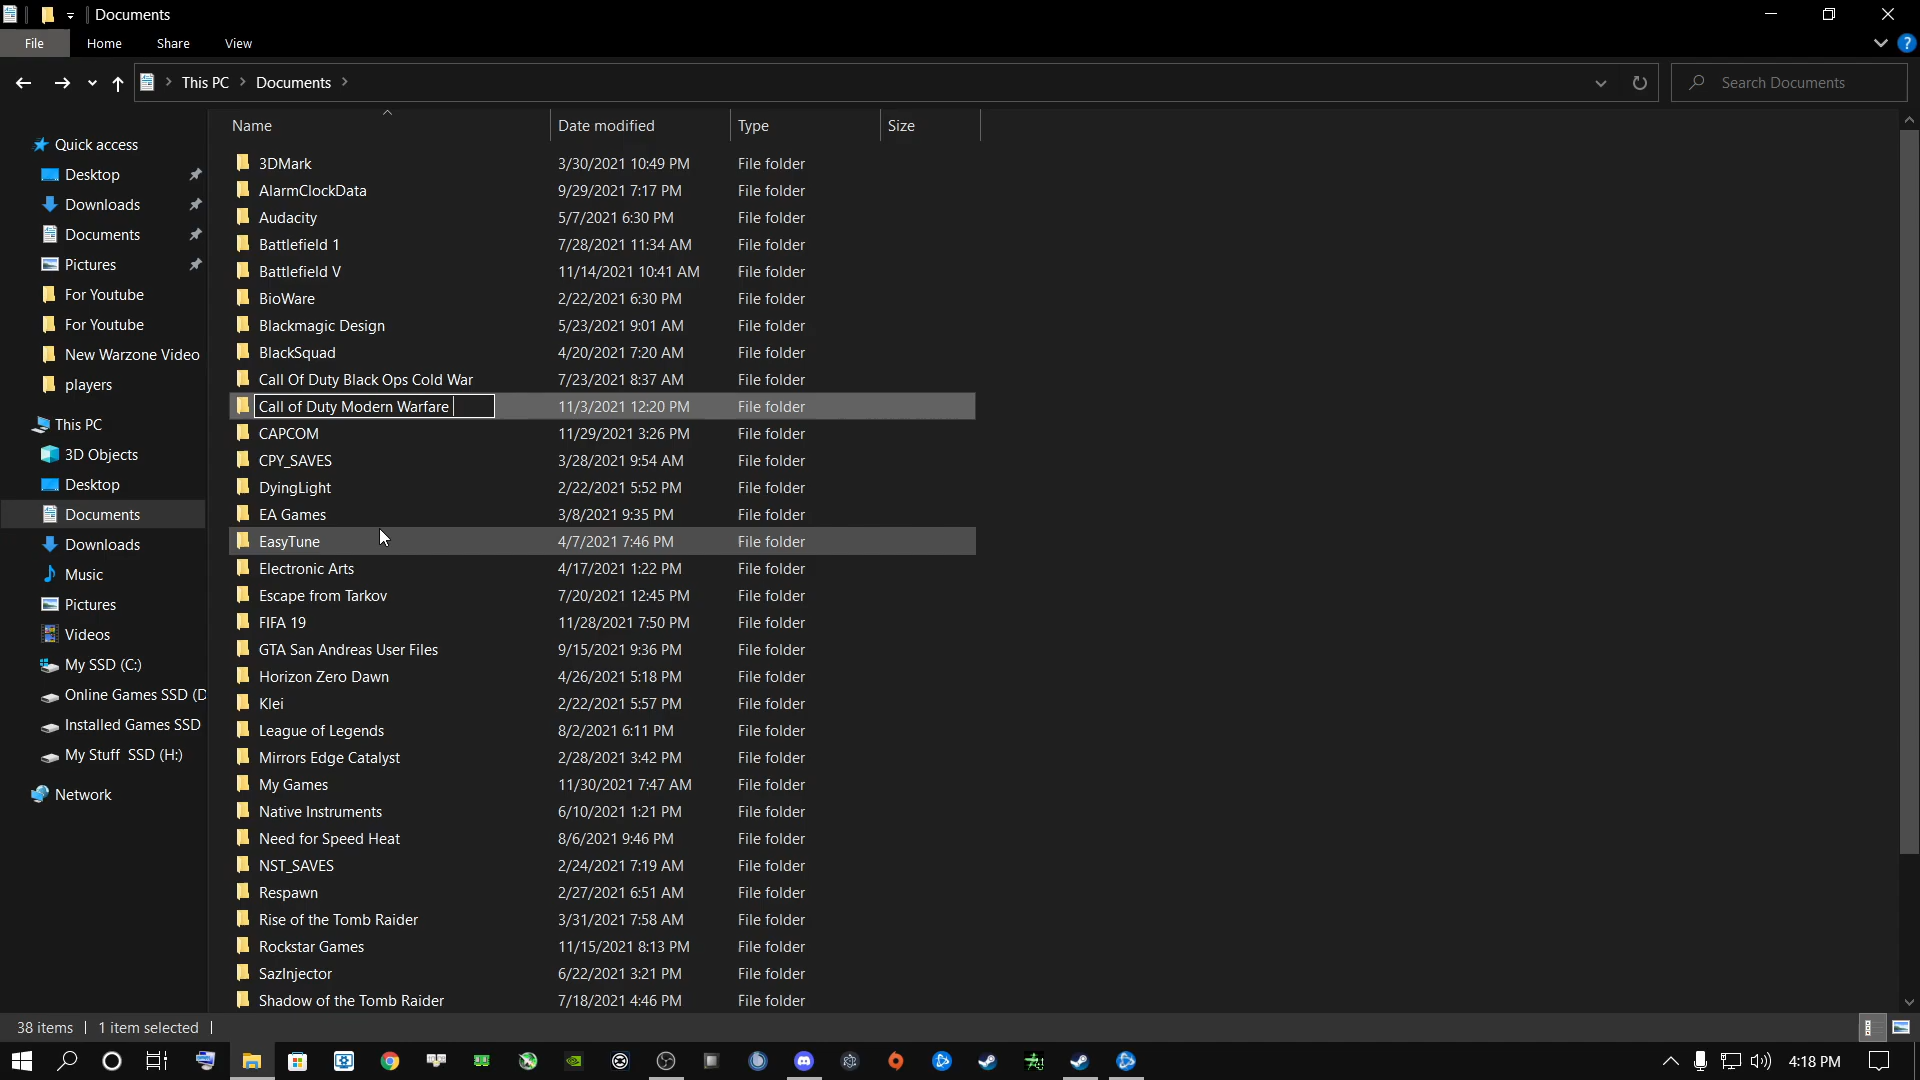 Documents
File Home Share View
This PC Documents Search Documents
Name Date modified Type Size
Quick access
Desktop
Downloads
Documents
Pictures
For Youtube
For Youtube
New Warzone Video
players
This PC
3D Objects
Desktop
Documents
Downloads
Music
Pictures
Videos
My SSD (C:)
Online Games SSD (D
Installed Games SSD
My Stuff SSD (H:)
Network
3DMark 3/30/2021 10:49 PM File folder
AlarmClockData 9/29/2021 7:17 PM File folder
Audacity 5/7/2021 6:30 PM File folder
Battlefield 1 7/28/2021 11:34 AM File folder
Battlefield V 11/14/2021 10:41 AM File folder
BioWare 2/22/2021 6:30 PM File folder
Blackmagic Design 5/23/2021 9:01 AM File folder
BlackSquad 4/20/2021 7:20 AM File folder
Call Of Duty Black Ops Cold War 7/23/2021 8:37 AM File folder
Call of Duty Modern Warfare 11/3/2021 12:20 PM File folder
CAPCOM 11/29/2021 3:26 PM File folder
CPY_SAVES 3/28/2021 9:54 AM File folder
DyingLight 2/22/2021 5:52 PM File folder
EA Games 3/8/2021 9:35 PM File folder
EasyTune 4/7/2021 7:46 PM File folder
Electronic Arts 4/17/2021 1:22 PM File folder
Escape from Tarkov 7/20/2021 12:45 PM File folder
FIFA 19 11/28/2021 7:50 PM File folder
GTA San Andreas User Files 9/15/2021 9:36 PM File folder
Horizon Zero Dawn 4/26/2021 5:18 PM File folder
Klei 2/22/2021 5:57 PM File folder
League of Legends 8/2/2021 6:11 PM File folder
Mirrors Edge Catalyst 2/28/2021 3:42 PM File folder
My Games 11/30/2021 7:47 AM File folder
Native Instruments 6/10/2021 1:21 PM File folder
Need for Speed Heat 8/6/2021 9:46 PM File folder
NST_SAVES 2/24/2021 7:19 AM File folder
Respawn 2/27/2021 6:51 AM File folder
Rise of the Tomb Raider 3/31/2021 7:58 AM File folder
Rockstar Games 11/15/2021 8:13 PM File folder
SazInjector 6/22/2021 3:21 PM File folder
Shadow of the Tomb Raider 7/18/2021 4:46 PM File folder
38 items 1 item selected
4:18 PM